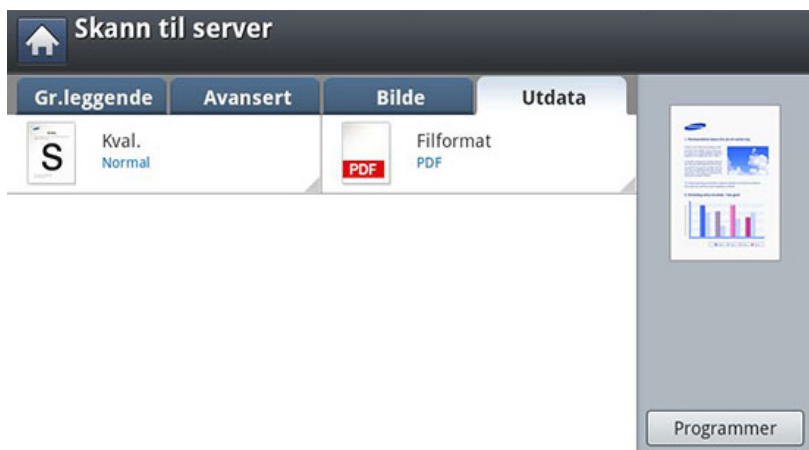 Skann til server
Gr.leggende
Avansert
Bilde
Utdata
S
Kval.
Normal
PDF
Filformat
PDF
Programmer